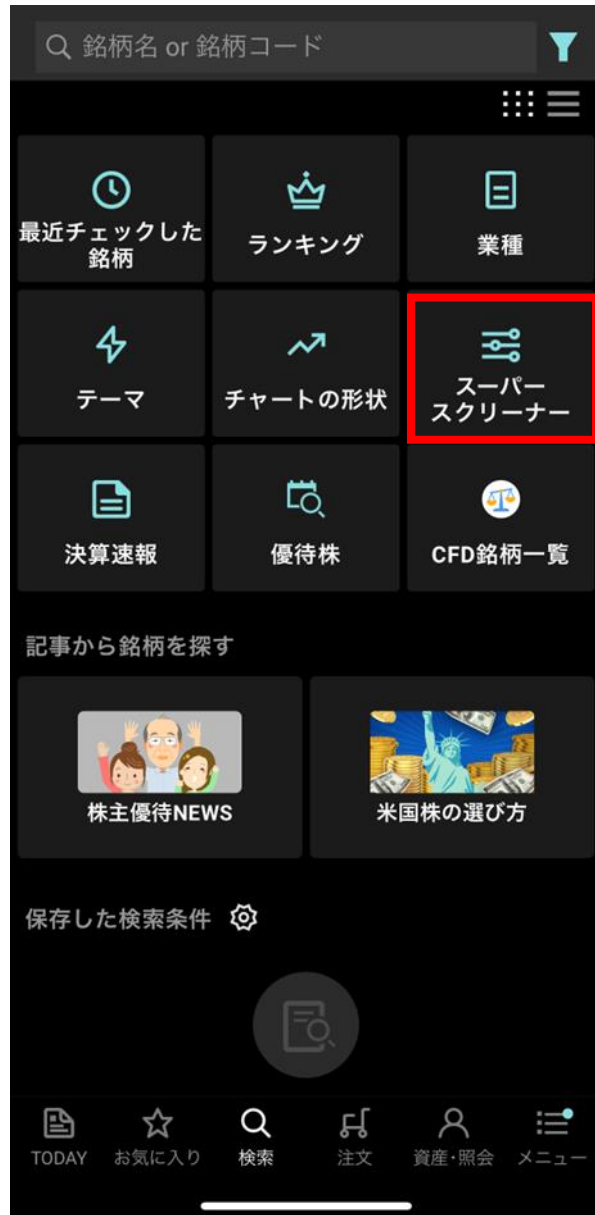 銘柄名 or 銘柄コード
最近チェックした
銘柄
ランキング
業種
テーマ
チャートの形状
スーパー
スクリーナー
決算速報
優待株
CFD銘柄一覧
記事から銘柄を探す
株主優待NEWS
米国株の選び方
保存した検索条件
TODAY
お気に入り
検索
注文
資産・照会
メニュー